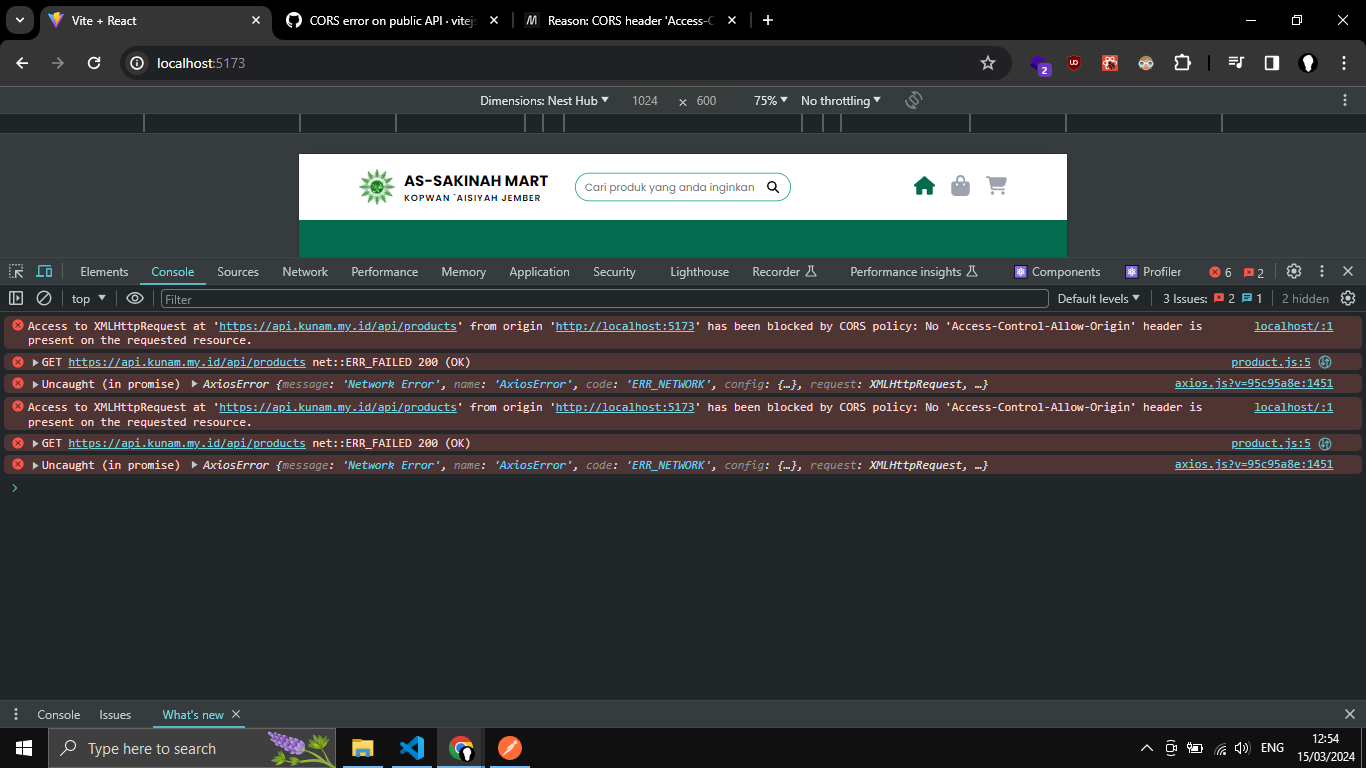 Vite + React
CORS error on public API · vitejs
Reason: CORS header 'Access-C
localhost:5173
2
Dimensions: Nest Hub
1024
×
600
75%
No throttling
AS-SAKINAH MART
KOPWAN `AISIYAH JEMBER
Cari produk yang anda inginkan
Elements
Console
Sources
Network
Performance
Memory
Application
Security
Lighthouse
Recorder
Performance insights
Components
Profiler
6
2
top
Filter
Default levels
3 Issues:
2
1
2 hidden
Access to XMLHttpRequest at 'https://api.kunam.my.id/api/products' from origin 'http://localhost:5173' has been blocked by CORS policy: No 'Access-Control-Allow-Origin' header is
localhost/:1
present on the requested resource.
GET https://api.kunam.my.id/api/products net::ERR_FAILED 200 (OK)
product.js:5
Uncaught (in promise) AxiosError {message: 'Network Error', name: 'AxiosError', code: 'ERR_NETWORK', config: {…}, request: XMLHttpRequest, …}
axios.js?v=95c95a8e:1451
Access to XMLHttpRequest at 'https://api.kunam.my.id/api/products' from origin 'http://localhost:5173' has been blocked by CORS policy: No 'Access-Control-Allow-Origin' header is
localhost/:1
present on the requested resource.
GET https://api.kunam.my.id/api/products net::ERR_FAILED 200 (OK)
product.js:5
Uncaught (in promise) AxiosError {message: 'Network Error', name: 'AxiosError', code: 'ERR_NETWORK', config: {…}, request: XMLHttpRequest, …}
axios.js?v=95c95a8e:1451
Console
Issues
What's new
Type here to search
ENG
12:54
15/03/2024